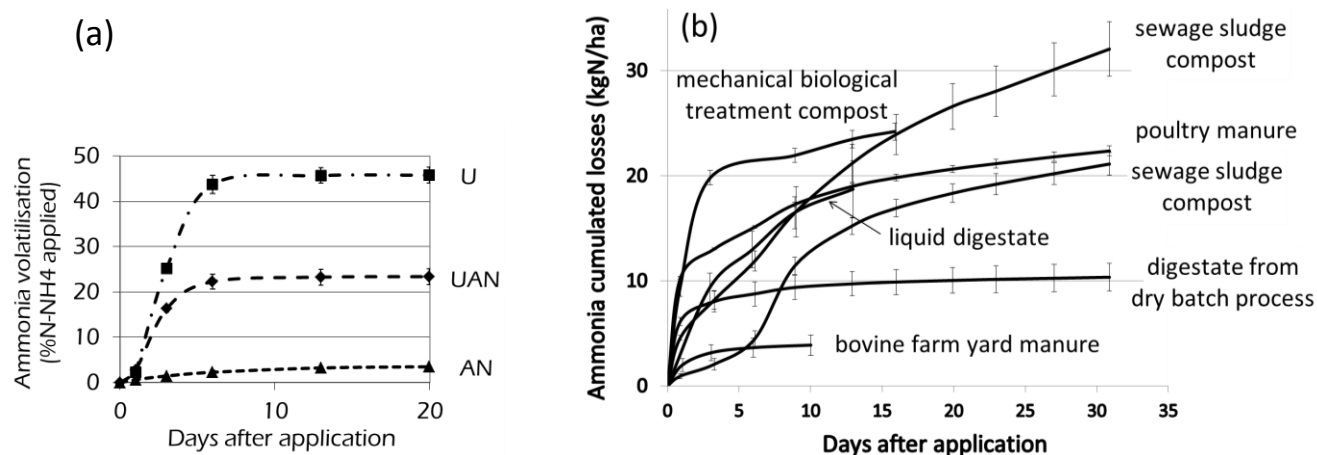 (a)
Ammonia volatilisation
(%N-NH4 applied)
50
40
30
20
10
0
0
10
20
Days after application
U
UAN
AN
(b)
Ammonia cumulated losses (kgN/ha)
30
20
10
0
0
5
10
15
20
25
30
35
Days after application
mechanical biological
treatment compost
sewage sludge
compost
poultry manure
sewage sludge
compost
liquid digestate
digestate from
dry batch process
bovine farm yard manure